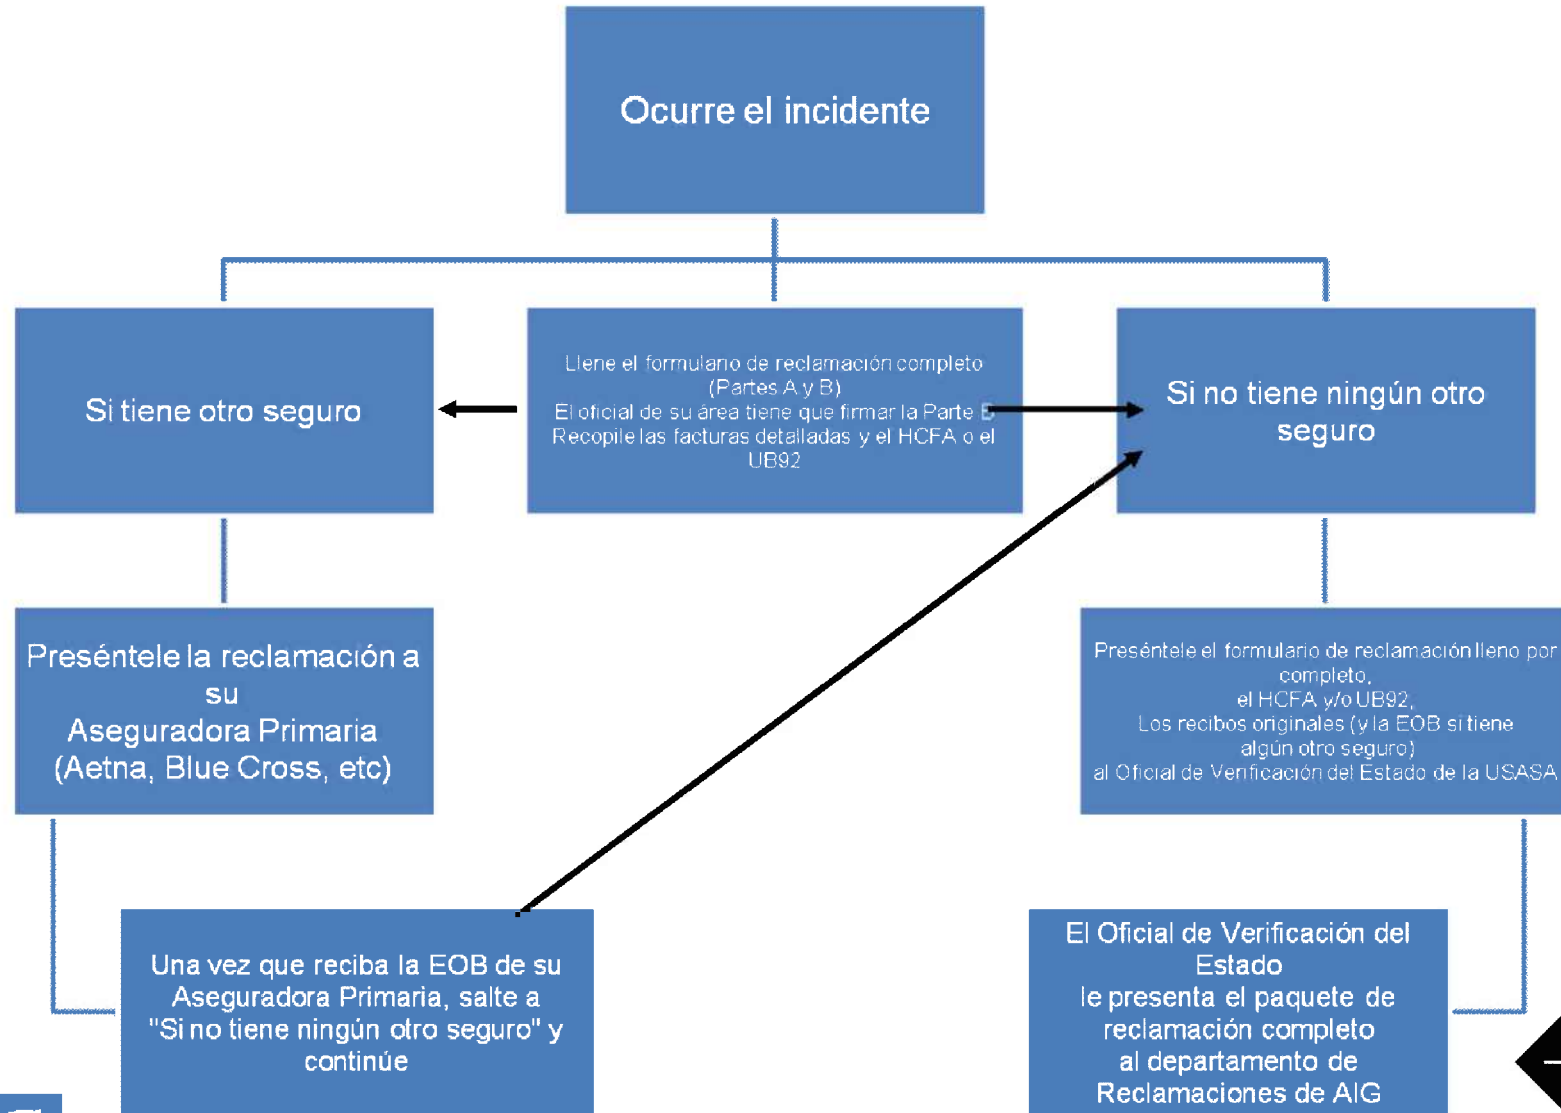 Ocurre el incidente
Si tiene otro seguro
Llene el formulario de reclamación completo
(Partes A y B)
El oficial de su área tiene que firmar la Parte B
Recopile las facturas detalladas y el HCFA o el
UB92
Si no tiene ningún otro
seguro
Preséntele la reclamación a
su
Aseguradora Primaria
(Aetna, Blue Cross, etc)
Preséntele el formulario de reclamación lleno por
completo,
el HCFA y/o UB92,
Los recibos originales (y la EOB si tiene
algún otro seguro)
al Oficial de Verificación del Estado de la USASA
Una vez que reciba la EOB de su
Aseguradora Primaria, salte a
"Si no tiene ningún otro seguro" y
continúe
El Oficial de Verificación del
Estado
le presenta el paquete de
reclamación completo
al departamento de
Reclamaciones de AIG